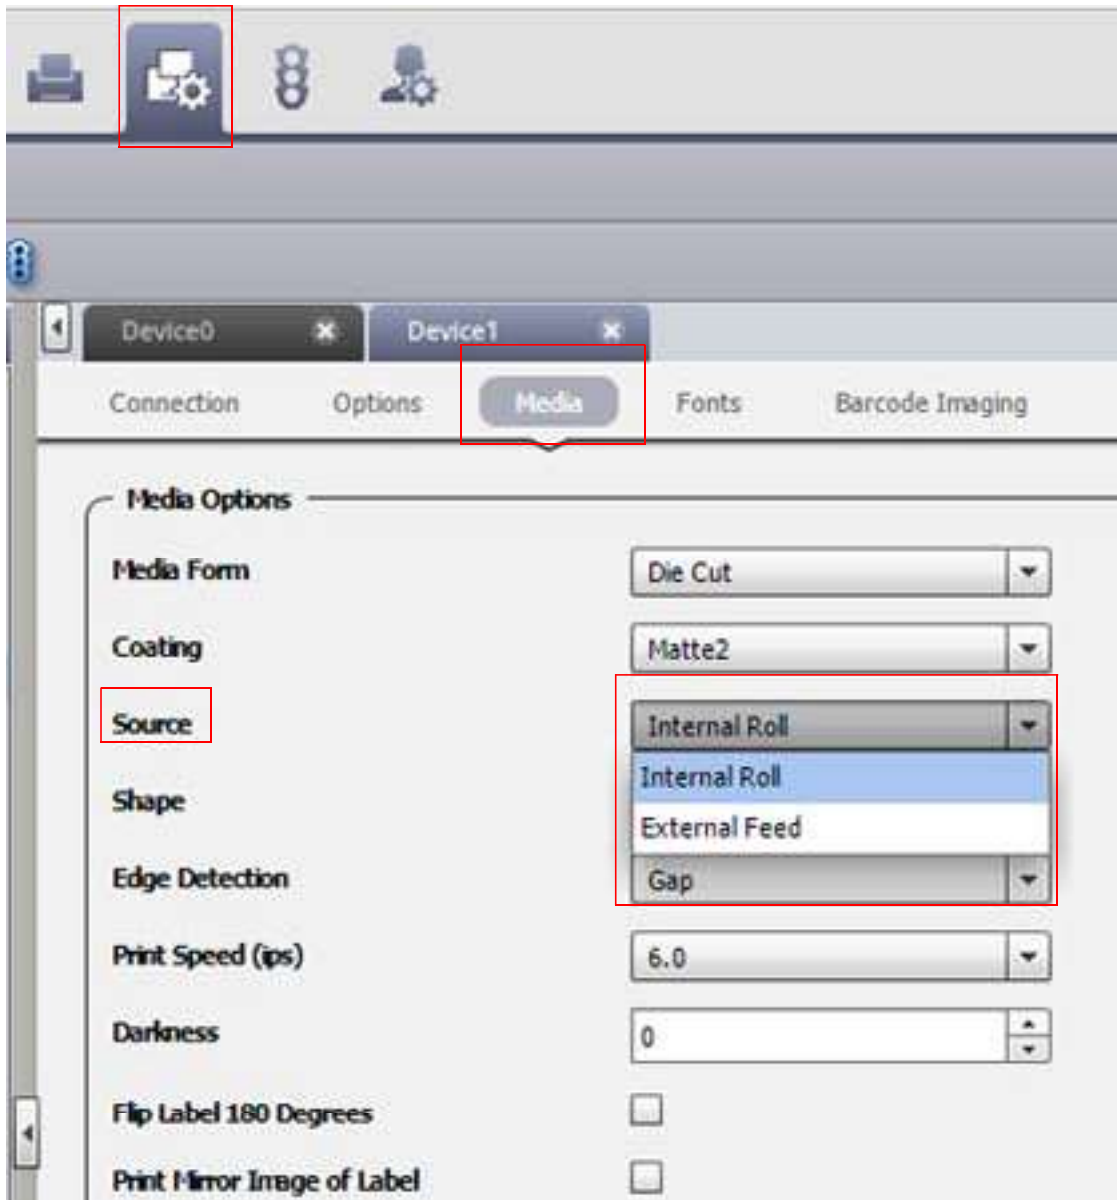 Device0 Device1
Connection Options Media Fonts Barcode Imaging
Media Options
Media Form Die Cut
Coating Matte2
Source Internal Roll
Internal Roll
Shape
External Feed
Edge Detection Gap
Print Speed (ips) 6.0
Darkness 0
Flip Label 180 Degrees
Print Mirror Image of Label